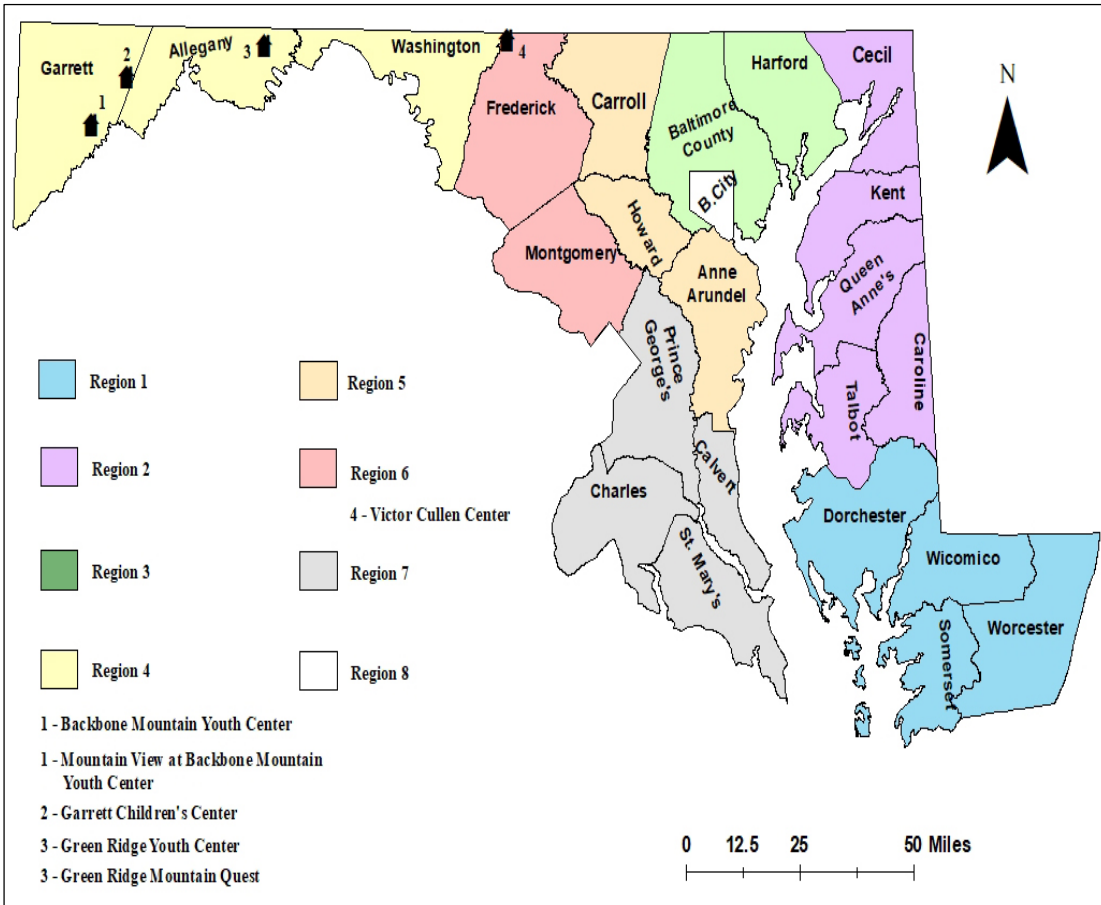 Garrett
1
2
Allegany
3
Washington
4
Frederick
Carroll
Baltimore
County
B.City
Harford
Cecil
N
Kent
Howard
Montgomery
Anne
Arundel
Queen
Anne's
Prince
George's
Caroline
Talbot
Calvert
Charles
St. Mary's
Dorchester
Wicomico
Somerset
Worcester
Region 1
Region 2
Region 3
Region 4
1 - Backbone Mountain Youth Center
1 - Mountain View at Backbone Mountain
Youth Center
2 - Garrett Children's Center
3 - Green Ridge Youth Center
3 - Green Ridge Mountain Quest
Region 5
Region 6
4 - Victor Cullen Center
Region 7
Region 8
0 12.5 25 50 Miles